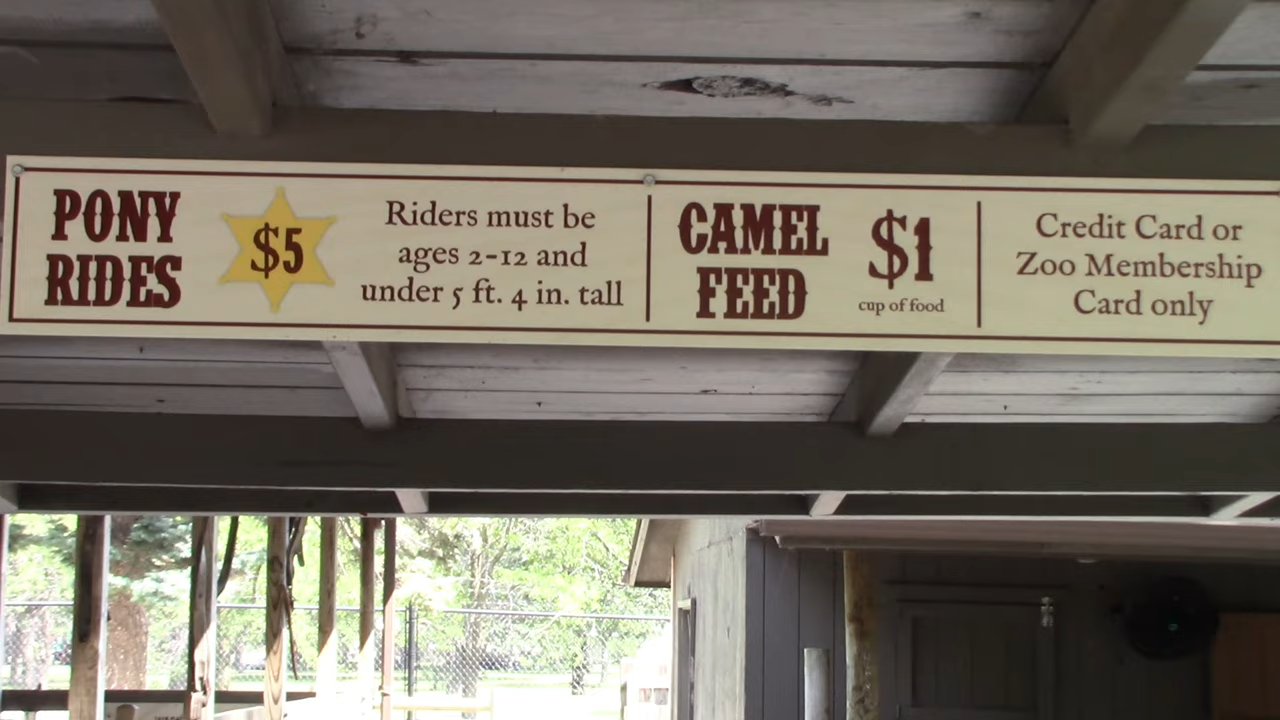 PONY
RIDES
$5
Riders must be
ages 2-12 and
under 5 ft. 4 in. tall
CAMEL
FEED
$1
cup of food
Credit Card or
Zoo Membership
Card only